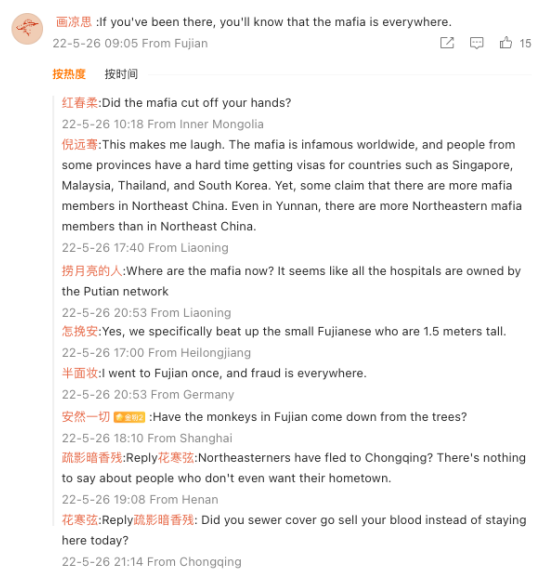 画凉思 :If you've been there, you'll know that the mafia is everywhere.
22-5-26 09:05 From Fujian 15
按热度 按时间
红春柔:Did the mafia cut off your hands?
22-5-26 10:18 From Inner Mongolia
倪远骞:This makes me laugh. The mafia is infamous worldwide, and people from
some provinces have a hard time getting visas for countries such as Singapore,
Malaysia, Thailand, and South Korea. Yet, some claim that there are more mafia
members in Northeast China. Even in Yunnan, there are more Northeastern mafia
members than in Northeast China.
22-5-26 17:40 From Liaoning
捞月亮的人:Where are the mafia now? It seems like all the hospitals are owned by
the Putian network
22-5-26 20:53 From Liaoning
怎挽安:Yes, we specifically beat up the small Fujianese who are 1.5 meters tall.
22-5-26 17:00 From Heilongjiang
半面妆:I went to Fujian once, and fraud is everywhere.
22-5-26 20:53 From Germany
安然一切 :Have the monkeys in Fujian come down from the trees?
22-5-26 18:10 From Shanghai
疏影暗香残:Reply花寒弦:Northeasterners have fled to Chongqing? There's nothing
to say about people who don't even want their hometown.
22-5-26 19:08 From Henan
花寒弦:Reply疏影暗香残: Did you sewer cover go sell your blood instead of staying
here today?
22-5-26 21:14 From Chongqing